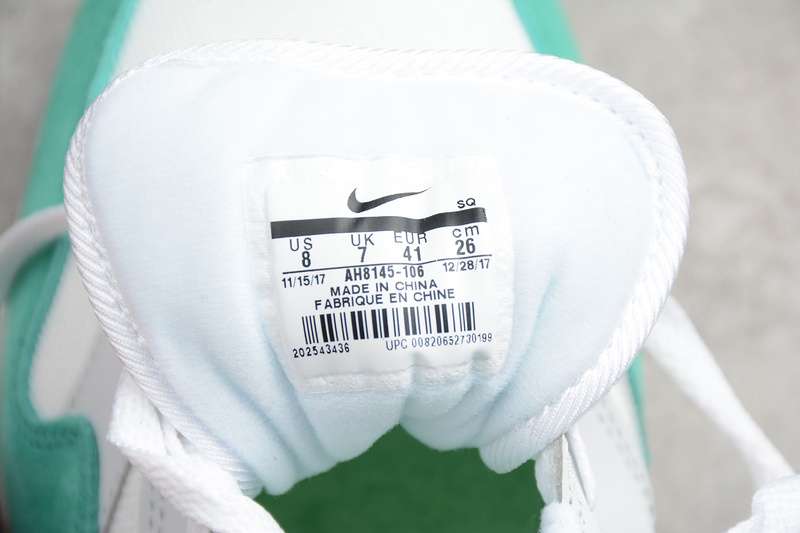 SQ
US UK EUR cm
8 7 41 26
11/15/17 AH8145-106 12/28/17
MADE IN CHINA
FABRIQUE EN CHINE
202543436 UPC 00820652730199